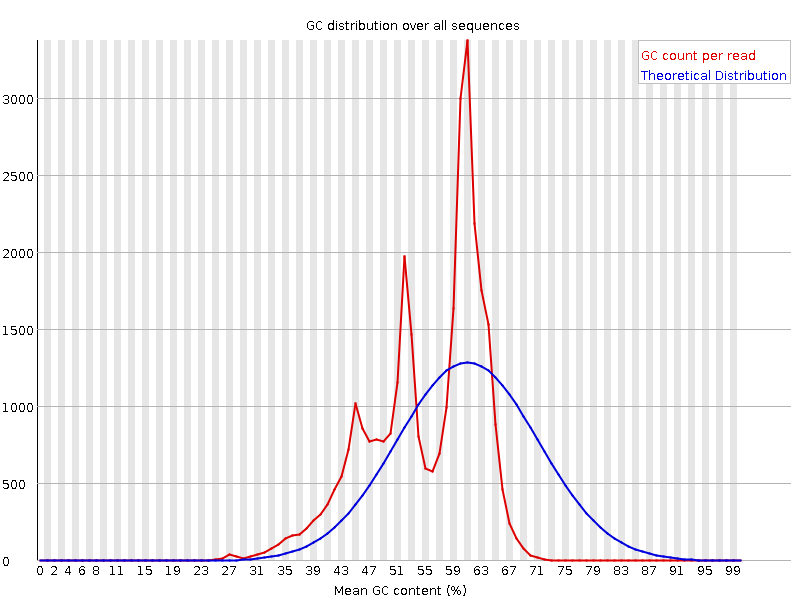 GC distribution over all sequences
GC count per read
Theoretical Distribution
3000
2500
2000
1500
1000
500
0
0 2 4 6 8 11 15 19 23 27 31 35 39 43 47 51 55 59 63 67 71 75 79 83 87 91 95 99
Mean GC content (%)